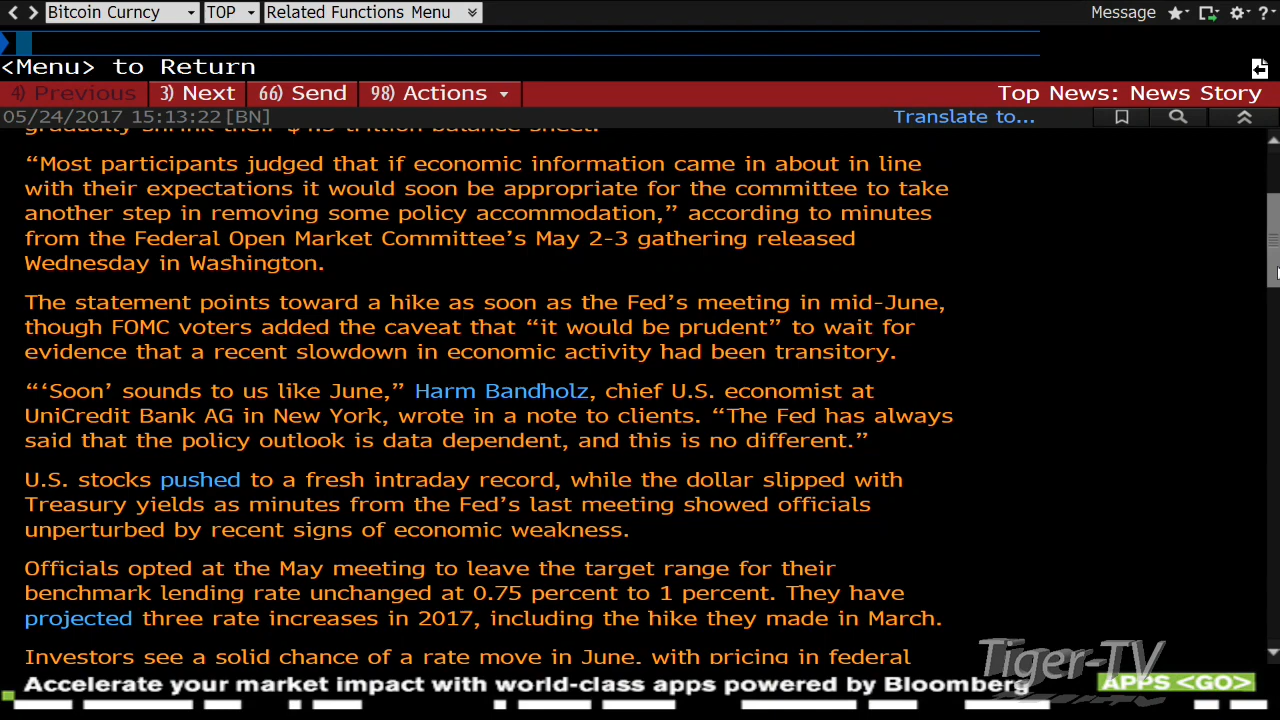 Bitcoin Curncy TOP Related Functions Menu Message
<Menu> to Return
4) Previous 3) Next 66) Send 98) Actions Top News: News Story
05/24/2017 15:13:22 [BN] Translate to...
gradually shrink their $4.5 trillion balance sheet.
“Most participants judged that if economic information came in about in line
with their expectations it would soon be appropriate for the committee to take
another step in removing some policy accommodation,” according to minutes
from the Federal Open Market Committee’s May 2-3 gathering released
Wednesday in Washington.
The statement points toward a hike as soon as the Fed’s meeting in mid-June,
though FOMC voters added the caveat that “it would be prudent” to wait for
evidence that a recent slowdown in economic activity had been transitory.
“‘Soon’ sounds to us like June,” Harm Bandholz, chief U.S. economist at
UniCredit Bank AG in New York, wrote in a note to clients. “The Fed has always
said that the policy outlook is data dependent, and this is no different.”
U.S. stocks pushed to a fresh intraday record, while the dollar slipped with
Treasury yields as minutes from the Fed’s last meeting showed officials
unperturbed by recent signs of economic weakness.
Officials opted at the May meeting to leave the target range for their
benchmark lending rate unchanged at 0.75 percent to 1 percent. They have
projected three rate increases in 2017, including the hike they made in March.
Investors see a solid chance of a rate move in June, with pricing in federal
Tiger-TV
Accelerate your market impact with world-class apps powered by Bloomberg APPS <GO>